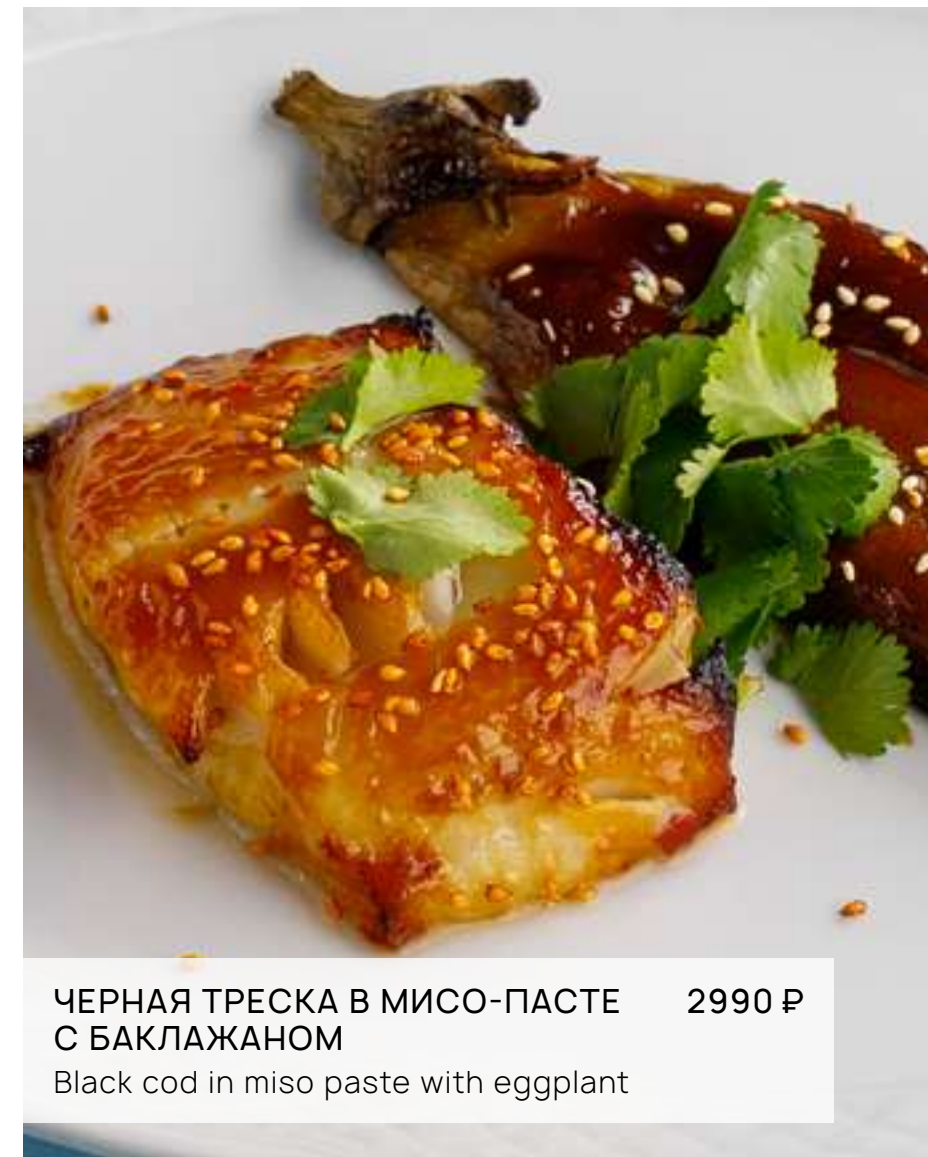 ЧЕРНАЯ ТРЕСКА В МИСО-ПАСТЕ 2990 ₽
С БАКЛАЖАНОМ
Black cod in miso paste with eggplant